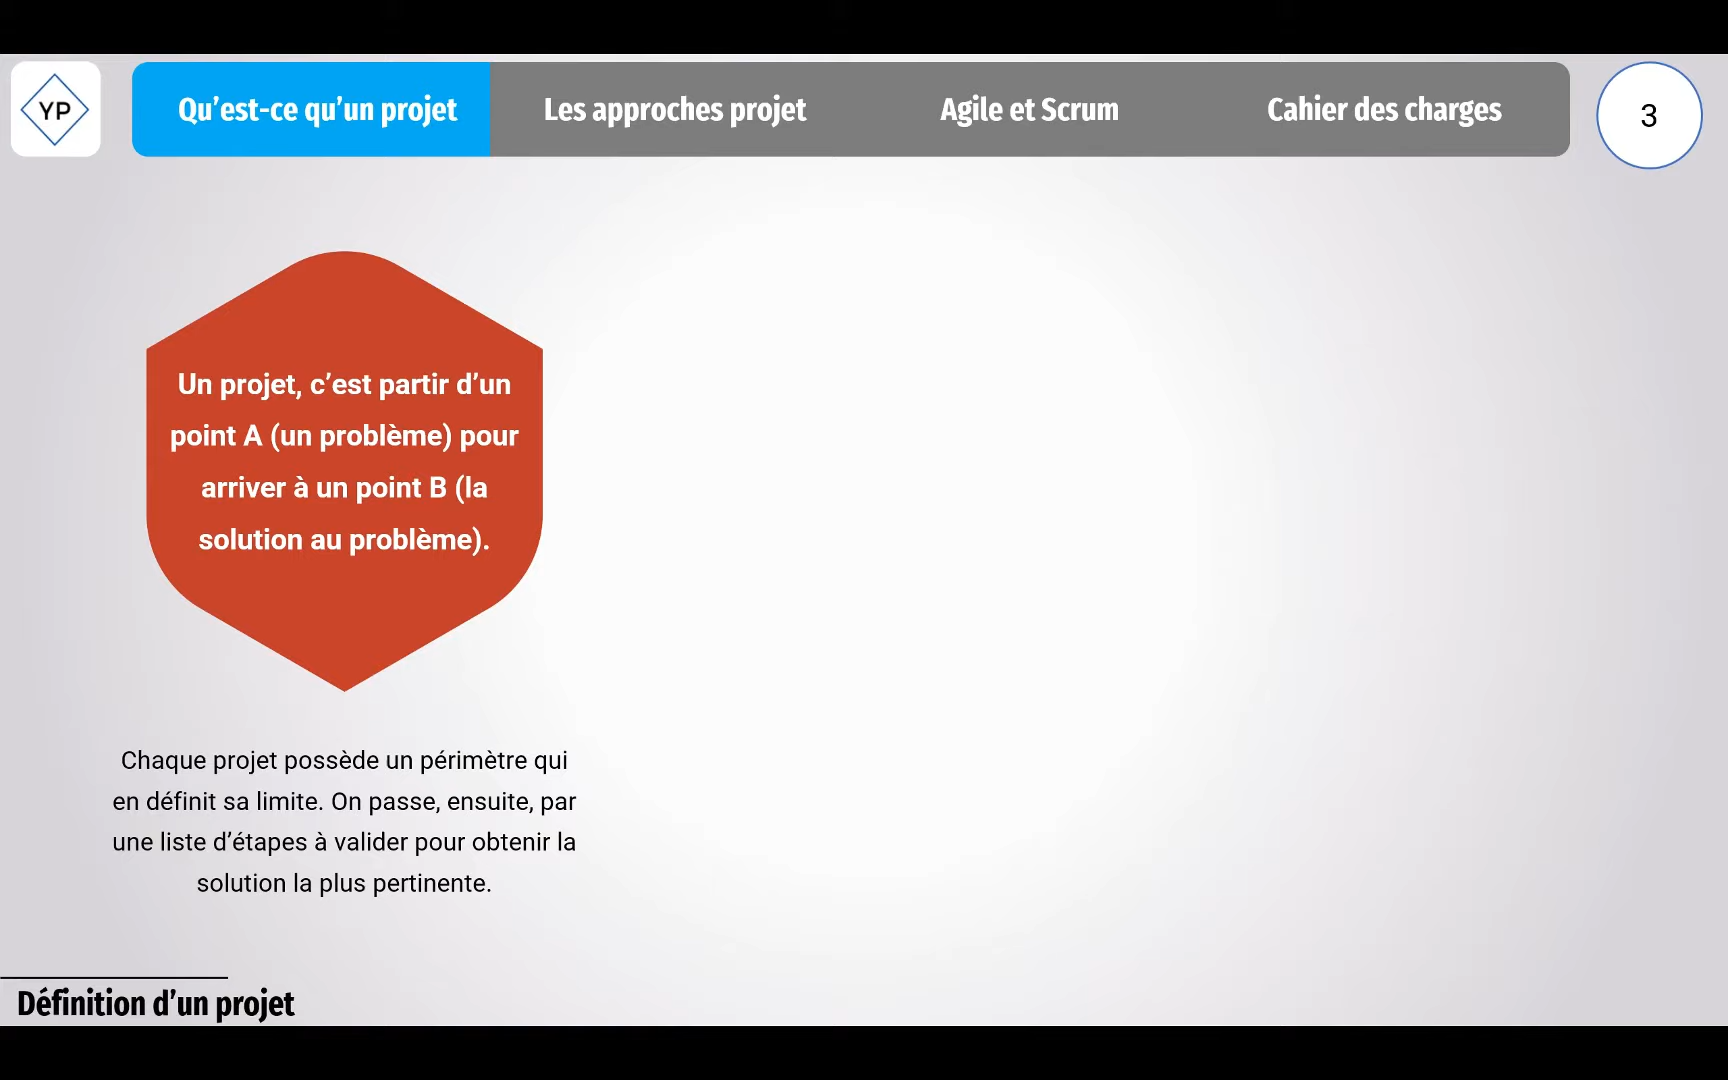 YP
Qu’est-ce qu’un projet
Les approches projet
Agile et Scrum
Cahier des charges
3
Un projet, c’est partir d’un
point A (un problème) pour
arriver à un point B (la
solution au problème).
Chaque projet possède un périmètre qui
en définit sa limite. On passe, ensuite, par
une liste d’étapes à valider pour obtenir la
solution la plus pertinente.
Définition d’un projet